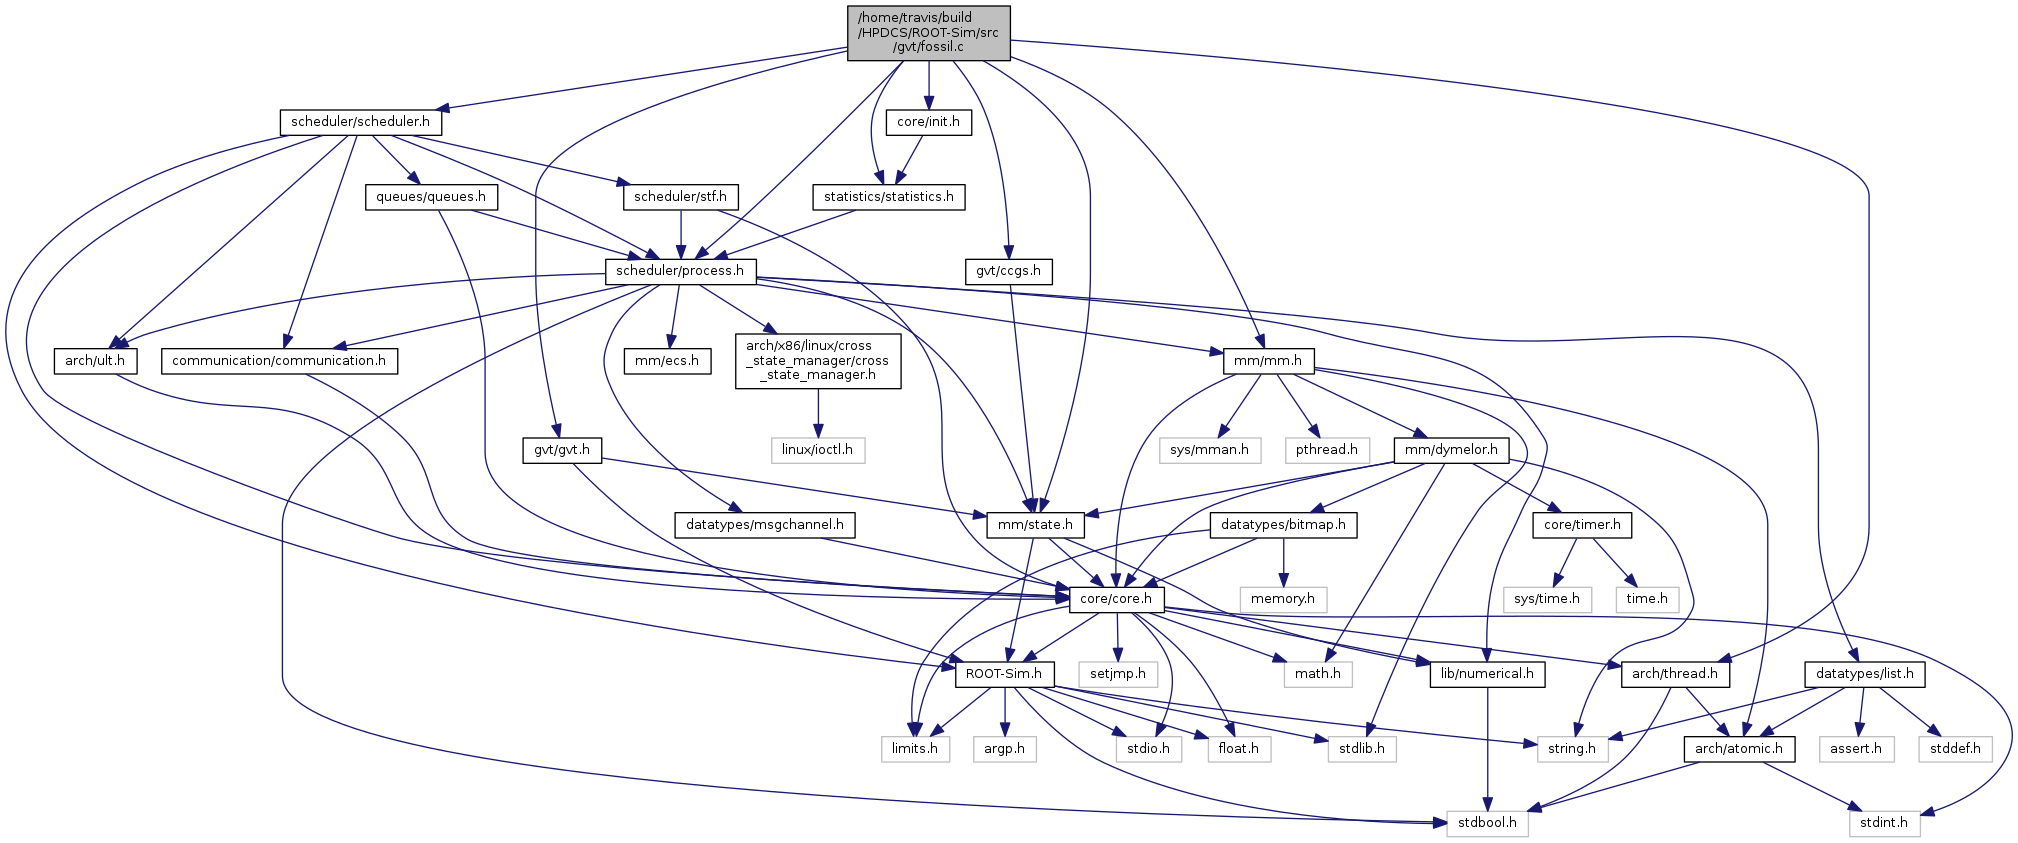 /home/travis/build
/HPDCS/ROOT-Sim/src
/gvt/fossil.c
scheduler/scheduler.h
core/init.h
queues/queues.h
scheduler/stf.h
statistics/statistics.h
scheduler/process.h
gvt/ccgs.h
arch/ult.h
communication/communication.h
mm/ecs.h
arch/x86/linux/cross
_state_manager/cross
_state_manager.h
mm/mm.h
gvt/gvt.h
linux/ioctl.h
sys/mman.h
pthread.h
mm/dymelor.h
datatypes/msgchannel.h
mm/state.h
datatypes/bitmap.h
core/timer.h
core/core.h
memory.h
sys/time.h
time.h
ROOT-Sim.h
setjmp.h
math.h
lib/numerical.h
arch/thread.h
datatypes/list.h
limits.h
argp.h
stdio.h
float.h
stdlib.h
string.h
arch/atomic.h
assert.h
stddef.h
stdbool.h
stdint.h